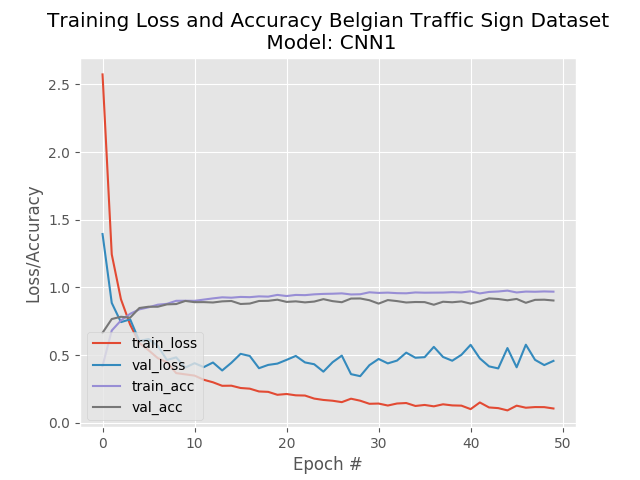 Training Loss and Accuracy Belgian Traffic Sign Dataset
Model: CNN1
Loss/Accuracy
2.5
2.0
1.5
1.0
0.5
0.0
train_loss
val_loss
train_acc
val_acc
0 10 20 30 40 50
Epoch #